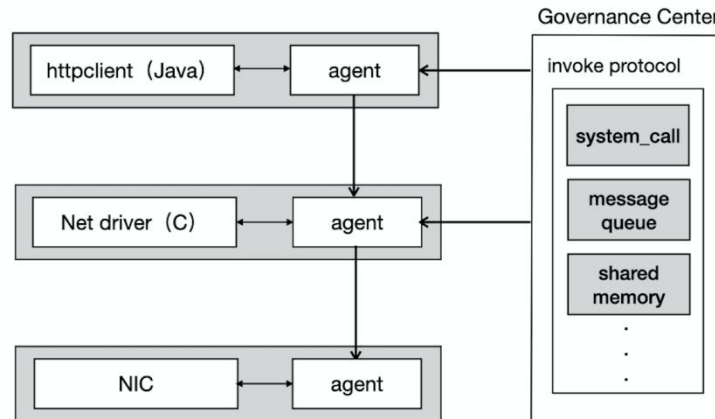 Governance Center
httpclient（Java） agent
invoke protocol
system_call
message
queue
Net driver（C） agent
shared
memory
.
.
.
NIC agent